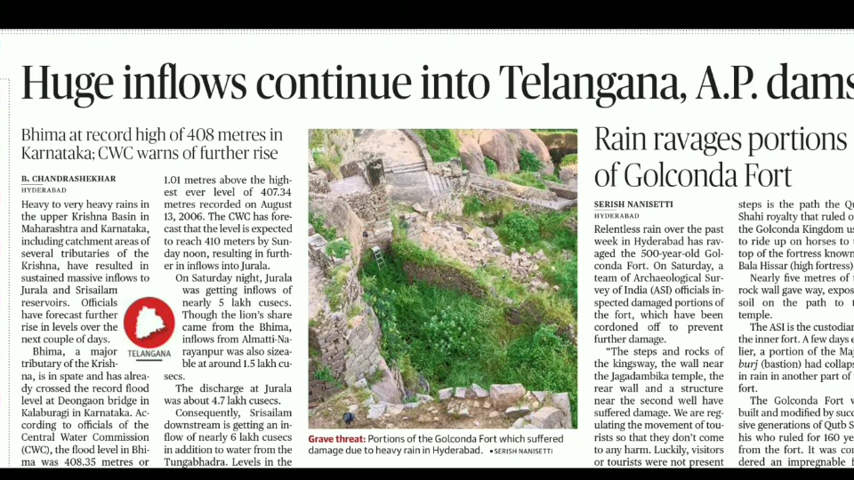 Huge inflows continue into Telangana, A.P. dams
Bhima at record high of 408 metres in
Karnataka; CWC warns of further rise
B. CHANDRASHEKHAR
HYDERABAD
Heavy to very heavy rains in
the upper Krishna Basin in
Maharashtra and Karnataka,
including catchment areas of
several tributaries of the
Krishna, have resulted in
sustained massive inflows to
Jurala and Srisailam
reservoirs. Officials
have forecast further
rise in levels over the
next couple of days.
Bhima, a major
tributary of the Krish-
na, is in spate and has alrea-
dy crossed the record flood
level at Deongaon bridge in
Kalaburagi in Karnataka. Ac-
cording to officials of the
Central Water Commission
(CWC), the flood level in Bhi-
ma was 408.35 metres or
TELANGANA
1.01 metres above the high-
est ever level of 407.34
metres recorded on August
13, 2006. The CWC has fore-
cast that the level is expected
to reach 410 meters by Sun-
day noon, resulting in furth-
er in inflows into Jurala.
On Saturday night, Jurala
was getting inflows of
nearly 5 lakh cusecs.
Though the lion's share
came from the Bhima,
inflows from Almatti-Na-
rayanpur was also sizea-
ble at around 1.5 lakh cu-
secs.
The discharge at Jurala
was about 4.7 lakh cusecs.
Consequently, Srisailam
downstream is getting an in-
flow of nearly 6 lakh cusecs
in addition to water from the
Tungabhadra. Levels in the
Grave threat: Portions of the Golconda Fort which suffered
damage due to heavy rain in Hyderabad. ▪ SERISH NANISETTI
Rain ravages portions
of Golconda Fort
SERISH NANISETTI
HYDERABAD
Relentless rain over the past
week in Hyderabad has rav-
aged the 500-year-old Gol-
conda Fort. On Saturday, a
team of Archaeological Sur-
vey of India (ASI) officials in-
spected damaged portions of
the fort, which have been
cordoned off to prevent
further damage.
"The steps and rocks of
the kingsway, the wall near
the Jagadambika temple, the
rear wall and a structure
near the second well have
suffered damage. We are reg-
ulating the movement of tou-
rists so that they don't come
to any harm. Luckily, visitors
or tourists were not present
steps is the path the Qu
Shahi royalty that ruled o
the Golconda Kingdom us
to ride up on horses to t
top of the fortress known
Bala Hissar (high fortress)
Nearly five metres of t
rock wall gave way, expos
soil on the path to t
temple.
The ASI is the custodian
the inner fort. A few days e
lier, a portion of the Maj
burj (bastion) had collaps
in rain in another part of
fort.
The Golconda Fort w
built and modified by succ
sive generations of Qutb S
his who ruled for 160 ye
from the fort. It was con
dered an impregnable f